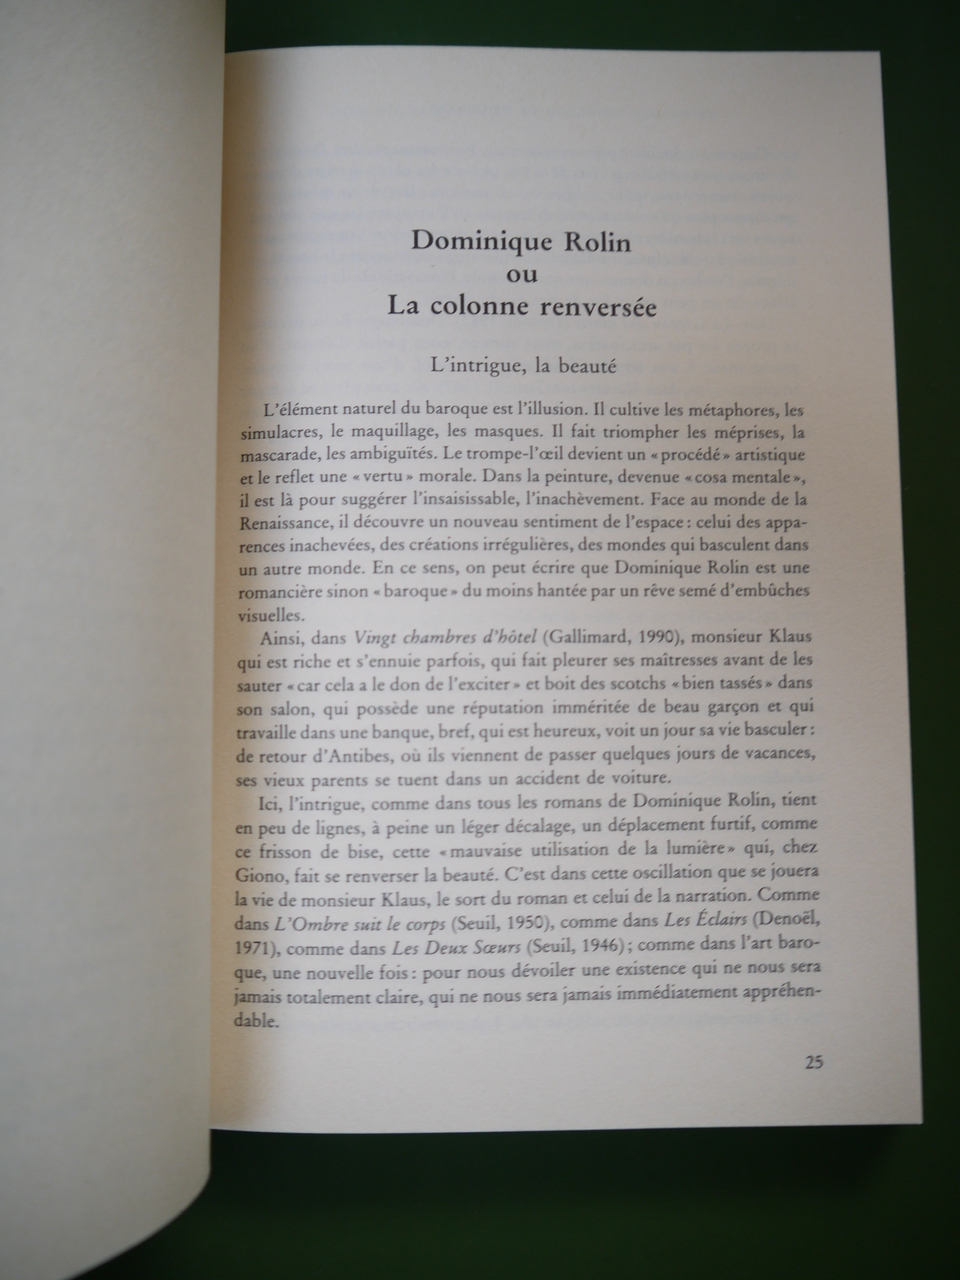 Dominique Rolin
ou
La colonne renversée
L'intrigue, la beauté
L'élément naturel du baroque est l'illusion. Il cultive les métaphores, les
simulacres, le maquillage, les masques. Il fait triompher les méprises, la
mascarade, les ambiguïtés. Le trompe-l'œil devient un « procédé » artistique
et le reflet une « vertu » morale. Dans la peinture, devenue « cosa mentale »,
il est là pour suggérer l'insaisissable, l'inachèvement. Face au monde de la
Renaissance, il découvre un nouveau sentiment de l'espace : celui des appa-
rences inachevées, des créations irrégulières, des mondes qui basculent dans
un autre monde. En ce sens, on peut écrire que Dominique Rolin est une
romancière sinon « baroque » du moins hantée par un rêve semé d'embûches
visuelles.
Ainsi, dans Vingt chambres d'hôtel (Gallimard, 1990), monsieur Klaus
qui est riche et s'ennuie parfois, qui fait pleurer ses maîtresses avant de les
sauter « car cela a le don de l'exciter » et boit des scotchs « bien tassés » dans
son salon, qui possède une réputation imméritée de beau garçon et qui
travaille dans une banque, bref, qui est heureux, voit un jour sa vie basculer :
de retour d'Antibes, où ils viennent de passer quelques jours de vacances,
ses vieux parents se tuent dans un accident de voiture.
Ici, l'intrigue, comme dans tous les romans de Dominique Rolin, tient
en peu de lignes, à peine un léger décalage, un déplacement furtif, comme
ce frisson de bise, cette « mauvaise utilisation de la lumière » qui, chez
Giono, fait se renverser la beauté. C'est dans cette oscillation que se jouera
la vie de monsieur Klaus, le sort du roman et celui de la narration. Comme
dans L'Ombre suit le corps (Seuil, 1950), comme dans Les Éclairs (Denoël,
1971), comme dans Les Deux Sœurs (Seuil, 1946) ; comme dans l'art baro-
que, une nouvelle fois : pour nous dévoiler une existence qui ne nous sera
jamais totalement claire, qui ne nous sera jamais immédiatement appréhen-
dable.
25